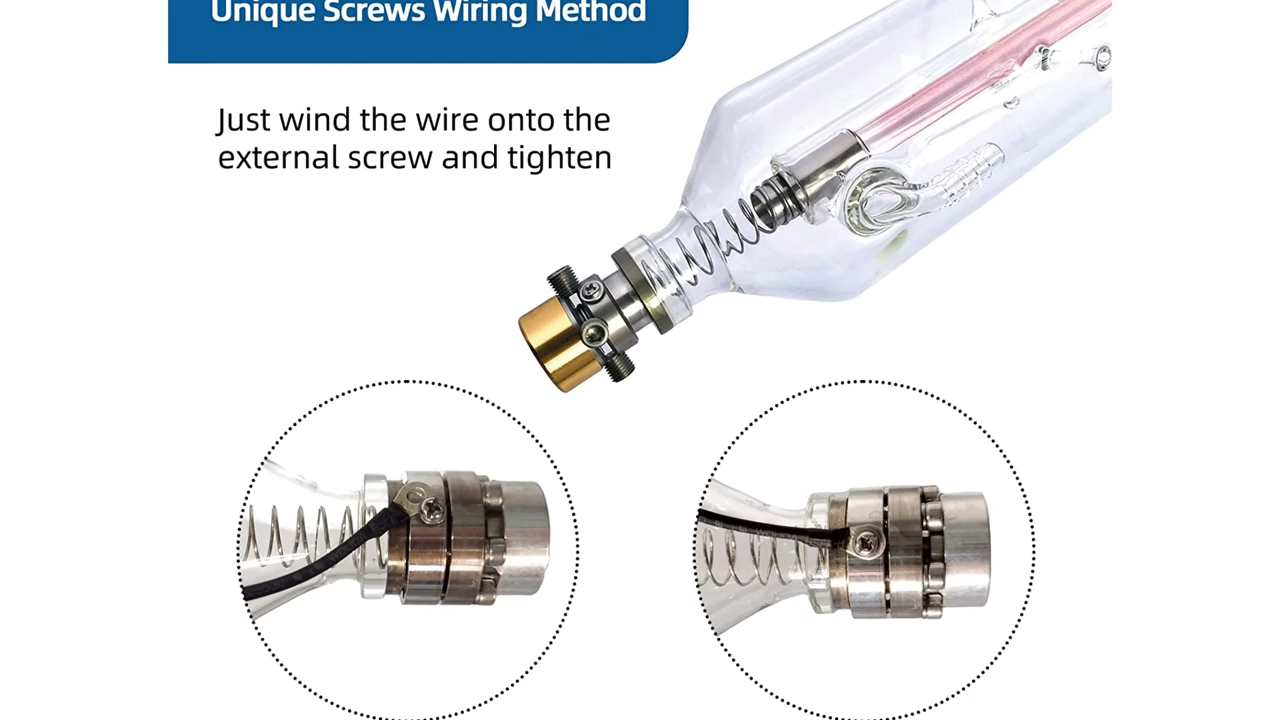 Unique Screws Wiring Method
Just wind the wire onto the
external screw and tighten